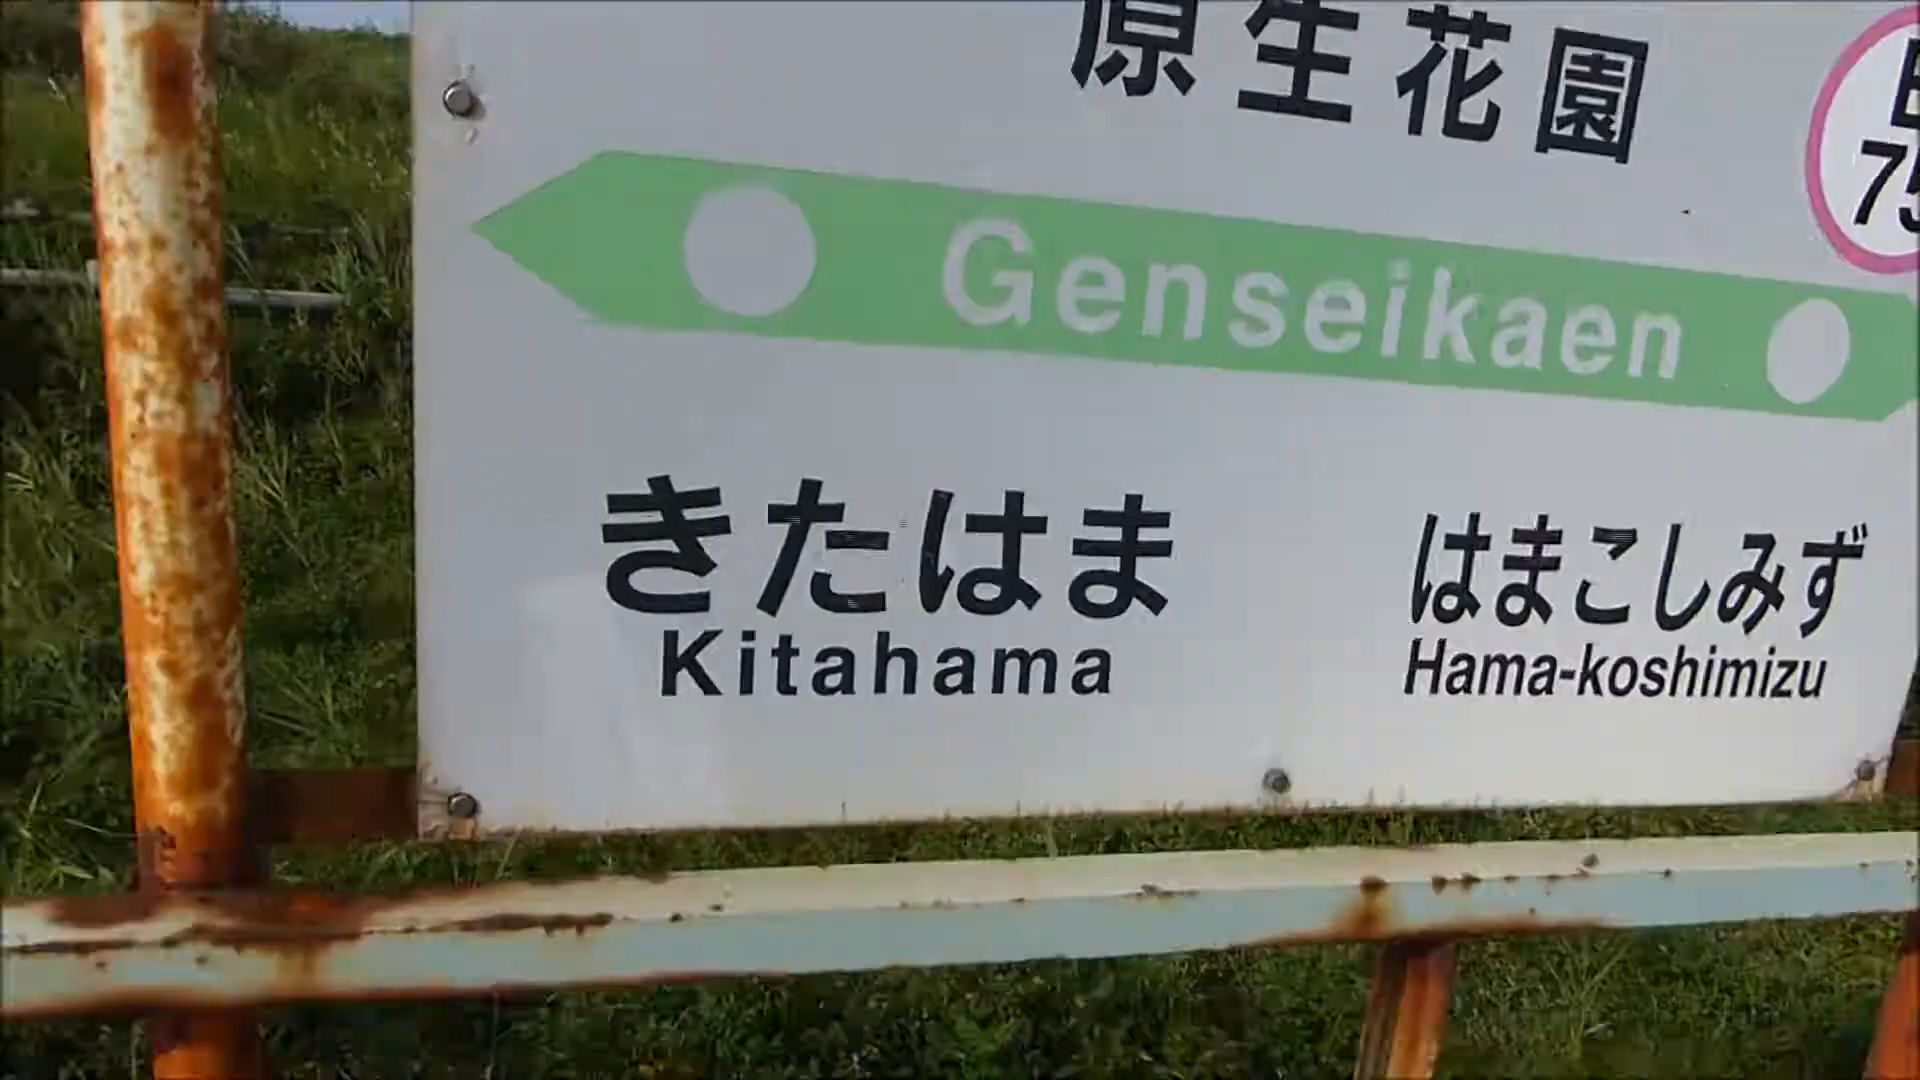 原生花園
Genseikaen
きたはま
Kitahama
はまこしみず
Hama-koshimizu